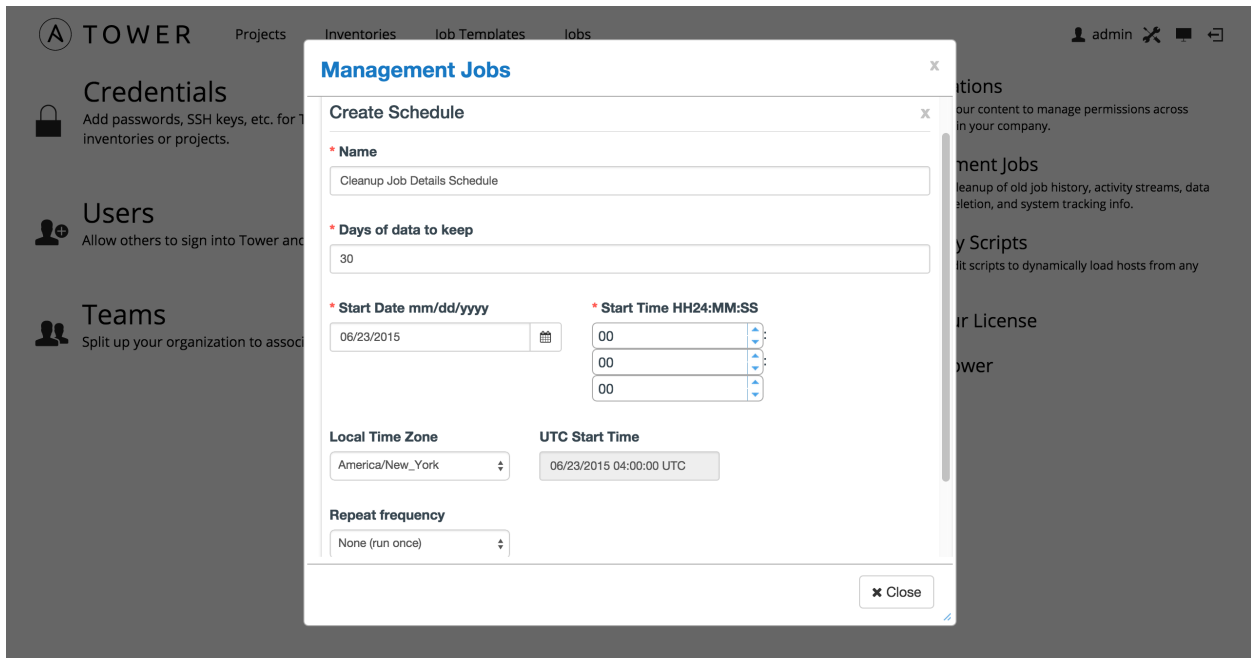 TOWER
Projects
Inventories
Job Templates
Jobs
admin
Credentials
Add passwords, SSH keys, etc. for
inventories or projects.
Users
Allow others to sign into Tower and
Teams
Split up your organization to
Management Jobs
x
Create Schedule
x
* Name
Cleanup Job Details Schedule
* Days of data to keep
30
* Start Date mm/dd/yyyy
06/23/2015
* Start Time HH24:MM:SS
00 :
00 :
00
Local Time Zone
America/New_York
UTC Start Time
06/23/2015 04:00:00 UTC
Repeat frequency
None (run once)
Close
ations
our content to manage permissions across
in your company.
ment Jobs
leanup of old job history, activity streams, data
eletion, and system tracking info.
y Scripts
dit scripts to dynamically load hosts from any
ur License
ower